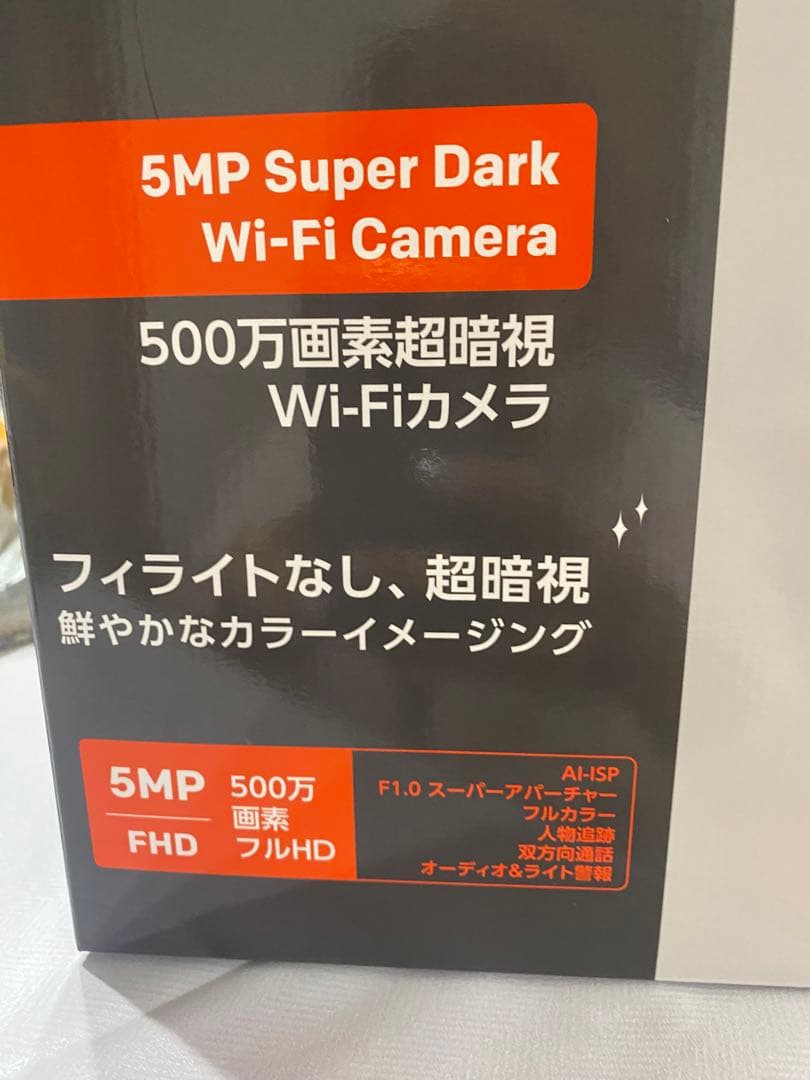 5MP Super Dark
Wi-Fi Camera
500万画素超暗視
Wi-Fiカメラ
フィライトなし、超暗視
鮮やかなカラーイメージング
5MP
FHD
500万
画素
フルHD
AI-ISP
F1.0 スーパーアパーチャー
フルカラー
人物追跡
双方向通話
オーディオ&ライト警報